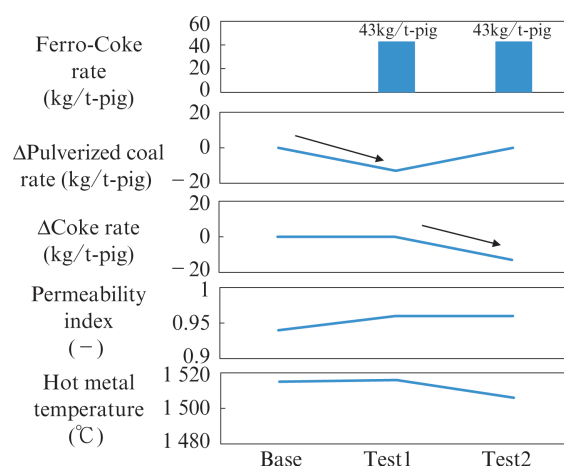 Ferro-Coke
rate
(kg/t-pig)
60
40
20
0
43kg/t-pig 43kg/t-pig
ΔPulverized coal
rate (kg/t-pig)
20
0
−20
ΔCoke rate
(kg/t-pig)
20
0
−20
Permeability
index
(−)
1
0.95
0.9
Hot metal
temperature
(℃)
1 520
1 500
1 480
Base Test1 Test2